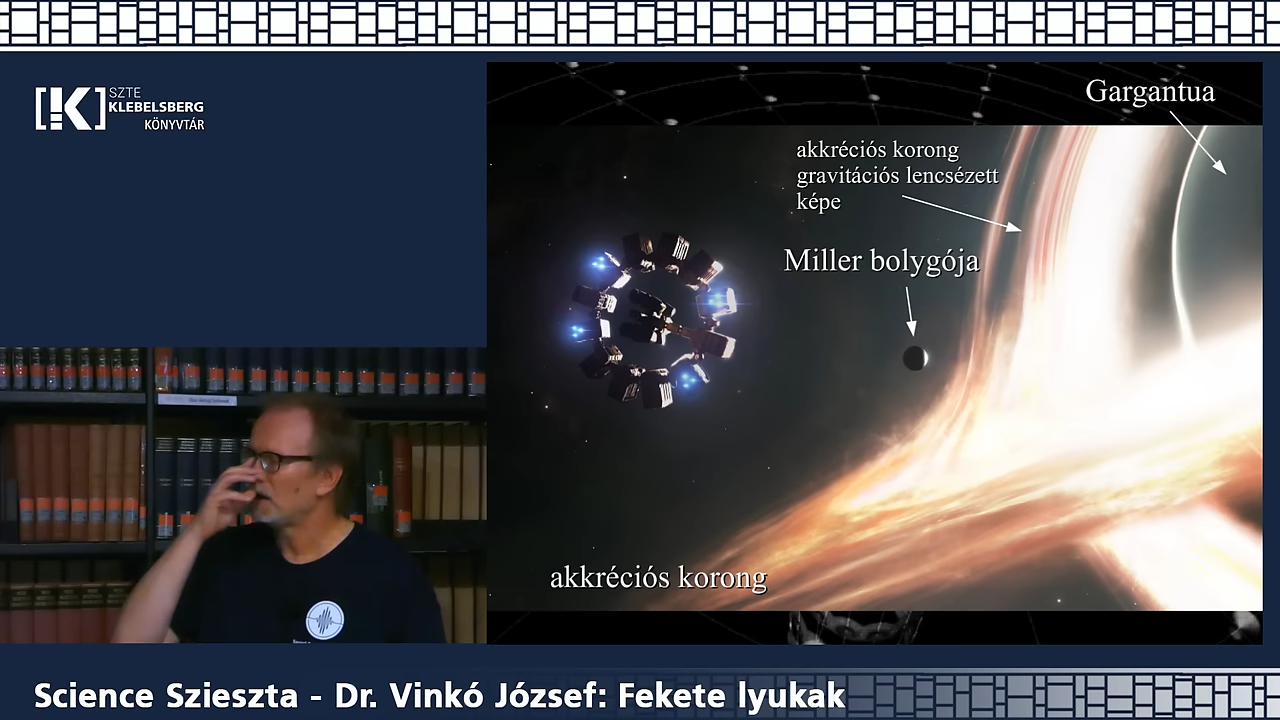 SZTE
KLEBELSBERG
KÖNYVTÁR
Gargantua
akkréciós korong
gravitációs lencsézett
képe
Miller bolygója
akkréciós korong
Science Szieszta - Dr. Vinkó József: Fekete lyukak